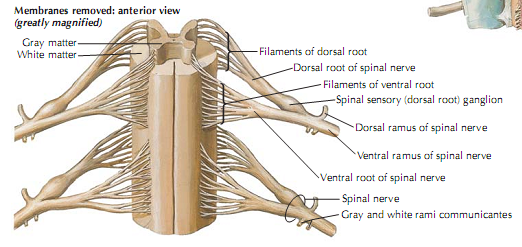 Membranes removed: anterior view
(greatly magnified)
Gray matter
White matter
Filaments of dorsal root
Dorsal root of spinal nerve
Filaments of ventral root
Spinal sensory (dorsal root) ganglion
Dorsal ramus of spinal nerve
Ventral ramus of spinal nerve
Ventral root of spinal nerve
Spinal nerve
Gray and white rami communicantes